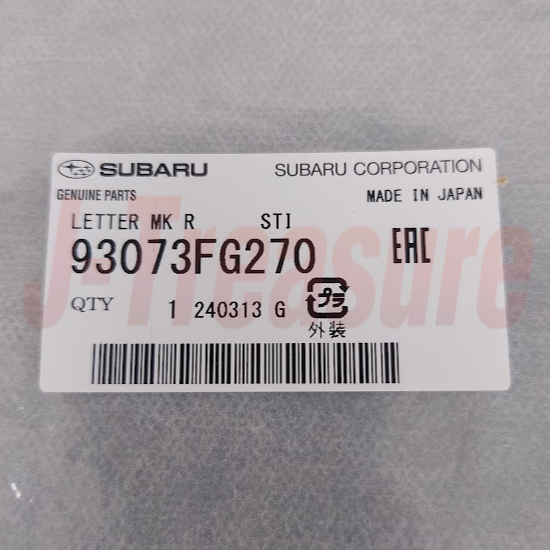 SUBARU SUBARU CORPORATION
GENUINE PARTS MADE IN JAPAN
LETTER MK R STI
93073FG270 EAC
QTY 1 240313 G プラ
外装
J-Treasure